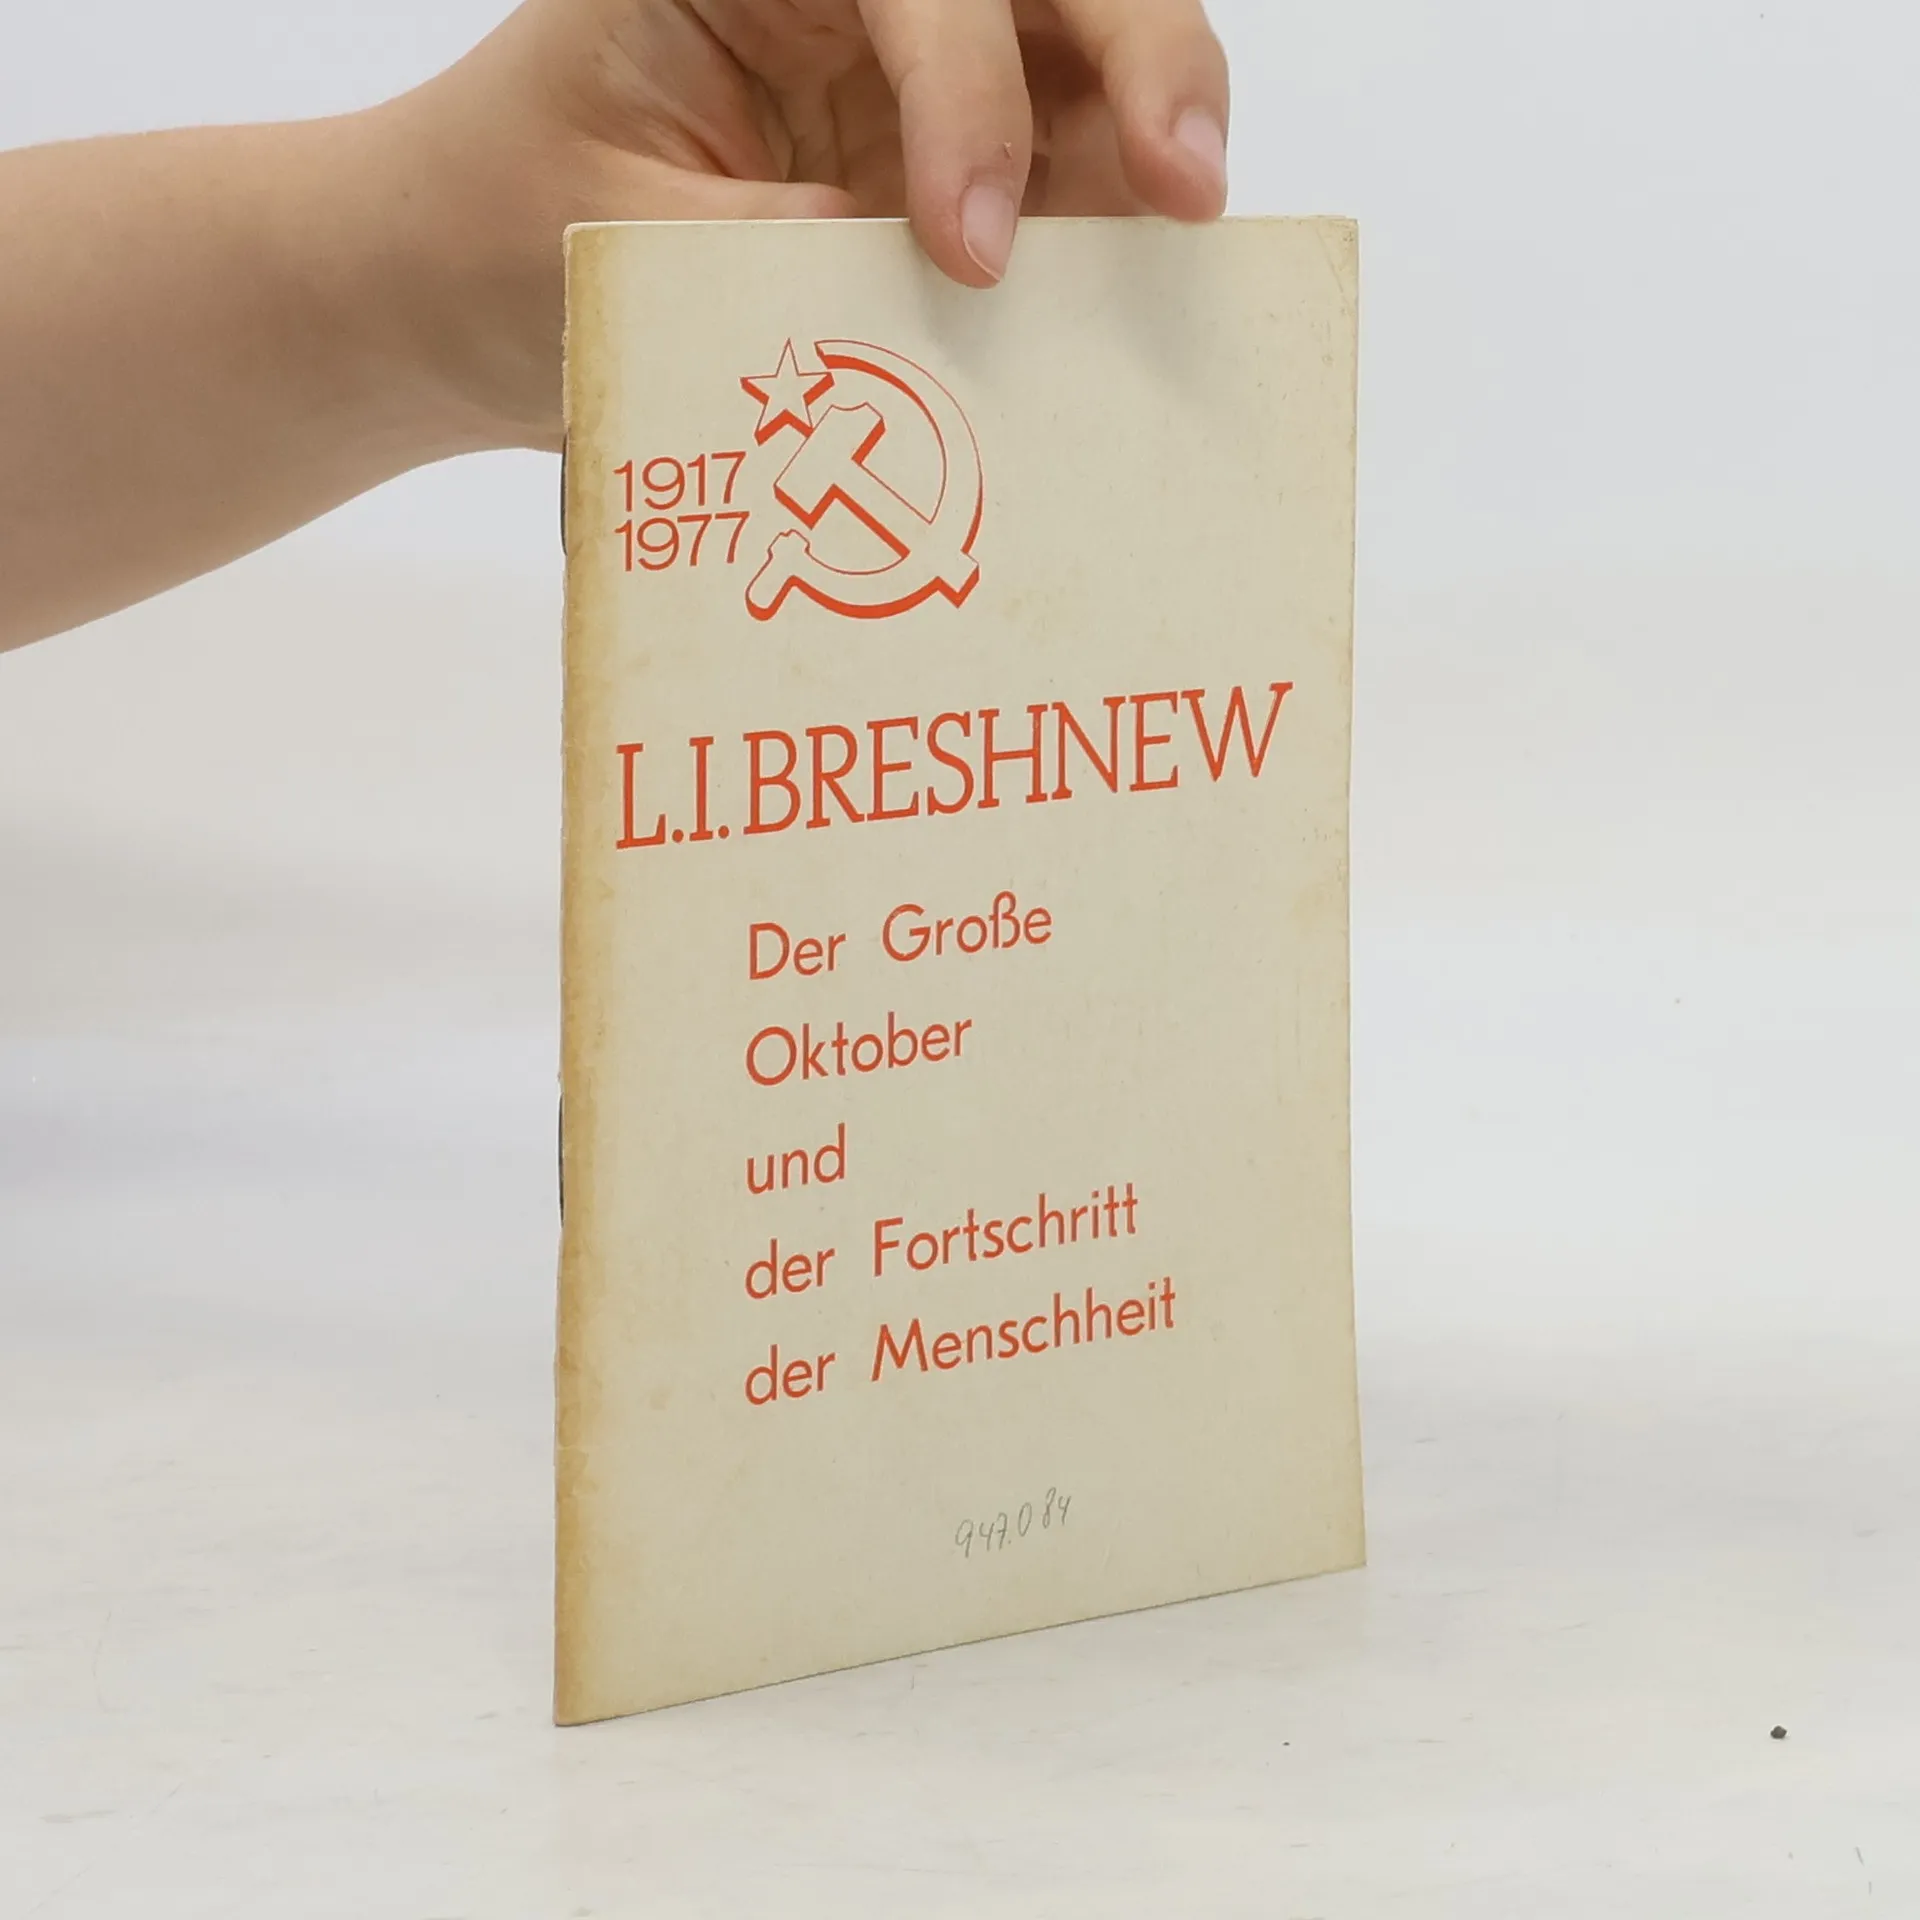 1917
1977
L.I. BRESHNEW
Der Große
Oktober
und
der Fortschritt
der Menschheit
947.084